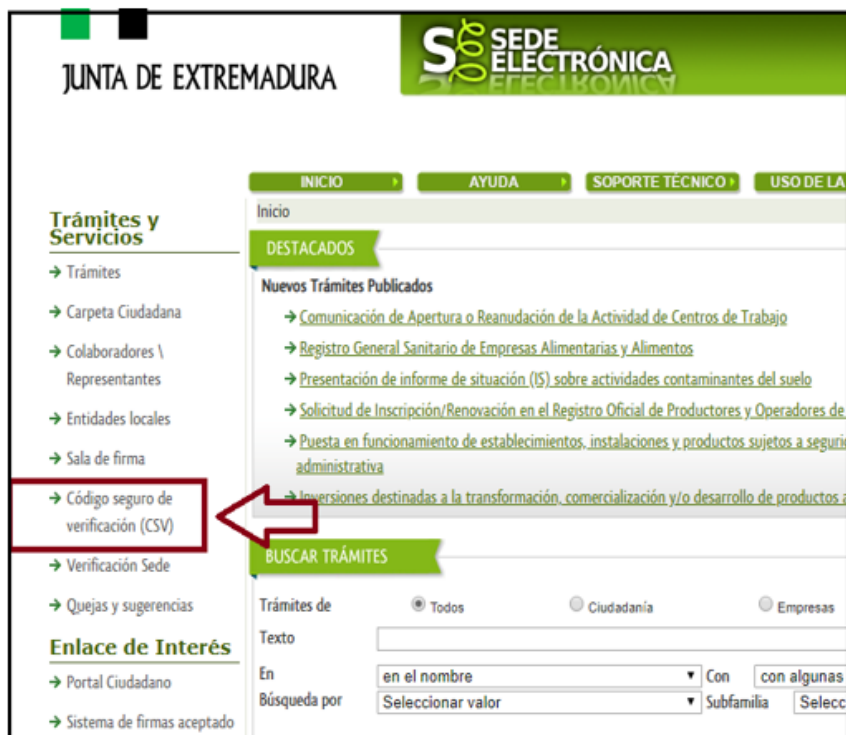 JUNTA DE EXTREMADURA
SEDE
ELECTRÓNICA
INICIO
AYUDA
SOPORTE TÉCNICO
USO DE LA
Trámites y
Servicios
Trámites
Carpeta Ciudadana
Colaboradores \
Representantes
Entidades locales
Sala de firma
Código seguro de
verificación (CSV)
Verificación Sede
Quejas y sugerencias
Enlace de Interés
Portal Ciudadano
Sistema de firmas aceptado
Inicio
DESTACADOS
Nuevos Trámites Publicados
Comunicación de Apertura o Reanudación de la Actividad de Centros de Trabajo
Registro General Sanitario de Empresas Alimentarias y Alimentos
Presentación de informe de situación (IS) sobre actividades contaminantes del suelo
Solicitud de Inscripción/Renovación en el Registro Oficial de Productores y Operadores de
Puesta en funcionamiento de establecimientos, instalaciones y productos sujetos a seguri
administrativa
Inversiones destinadas a la transformación, comercialización y/o desarrollo de productos a
BUSCAR TRÁMITES
Trámites de Todos Ciudadanía Empresas
Texto
En en el nombre Con con algunas
Búsqueda por Seleccionar valor Subfamilia Selecc